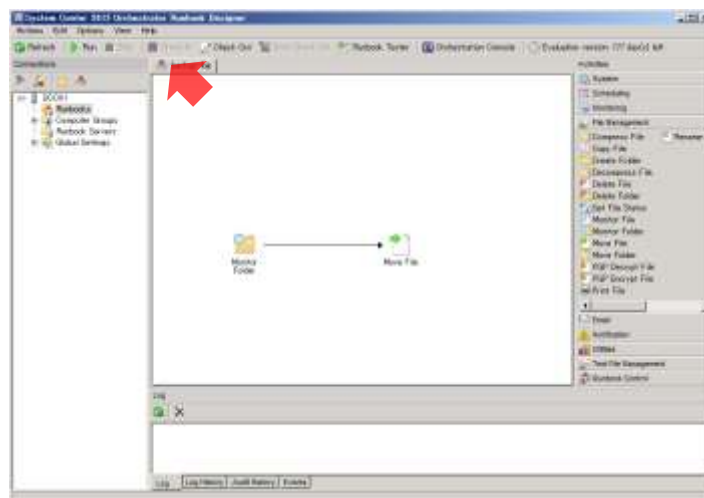 System Center 2012 Orchestrator Runbook Designer
Actions Edit Options View Help
Refresh Run Check Out Runbook Tester Orchestration Console Evaluation version
Connections
Runbooks
Computer Groups
Runbook Servers
Global Settings
Monitor Folder
Move File
Activities
System
Scheduling
Monitoring
File Management
Compress File Rename
Copy File
Create Folder
Decompress File
Delete File
Delete Folder
Get File Status
Monitor File
Monitor Folder
Move File
Move Folder
PGP Decrypt File
PGP Encrypt File
Print File
Email
Notification
Utilities
Text File Management
Runbook Control
Log
Log Log History Audit History Events